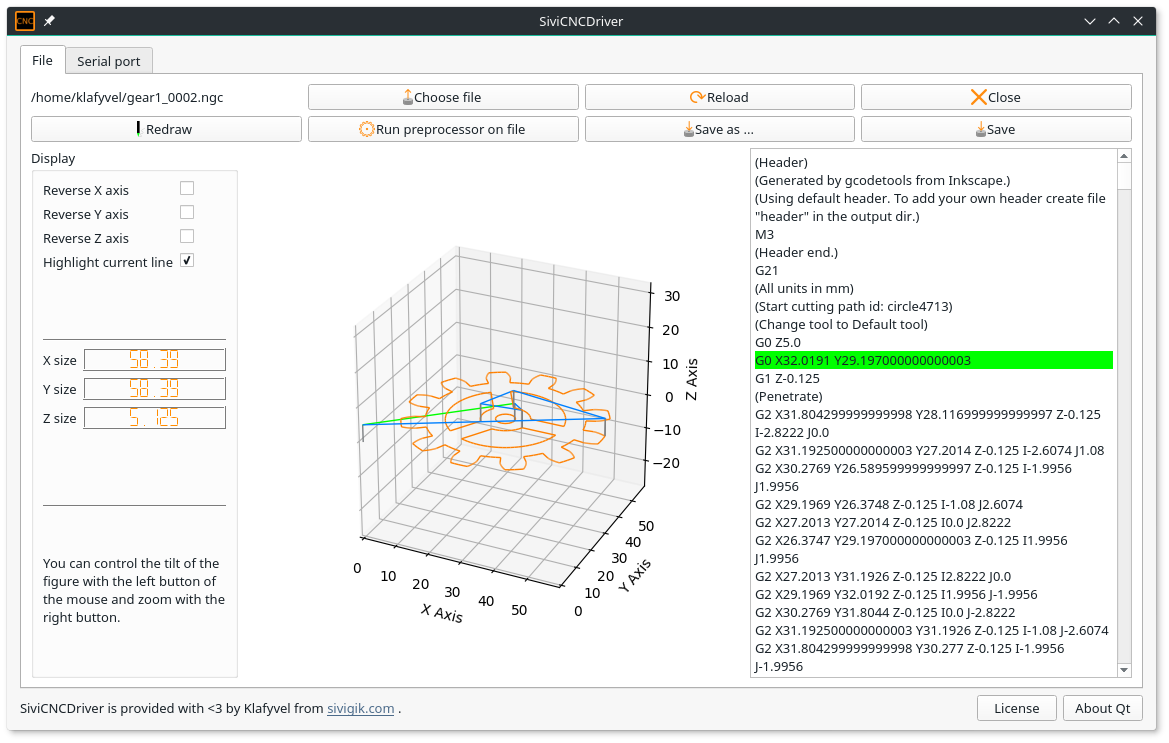 CNC
SiviCNCDriver
File
Serial port
/home/klafyvel/gear1_0002.ngc
Choose file
Reload
Close
Redraw
Run preprocessor on file
Save as ...
Save
Display
Reverse X axis
Reverse Y axis
Reverse Z axis
Highlight current line
X size 58.39
Y size 58.39
Z size 5.125
You can control the tilt of the
figure with the left button of
the mouse and zoom with the
right button.
30
20
10
0
−10
−20
Z Axis
0
10
20
30
40
50
X Axis
0
10
20
30
40
50
Y Axis
(Header)
(Generated by gcodetools from Inkscape.)
(Using default header. To add your own header create file
"header" in the output dir.)
M3
(Header end.)
G21
(All units in mm)
(Start cutting path id: circle4713)
(Change tool to Default tool)
G0 Z5.0
G0 X32.0191 Y29.197000000000003
G1 Z-0.125
(Penetrate)
G2 X31.804299999999998 Y28.116999999999997 Z-0.125
I-2.8222 J0.0
G2 X31.192500000000003 Y27.2014 Z-0.125 I-2.6074 J1.08
G2 X30.2769 Y26.589599999999997 Z-0.125 I-1.9956
J1.9956
G2 X29.1969 Y26.3748 Z-0.125 I-1.08 J2.6074
G2 X27.2013 Y27.2014 Z-0.125 I0.0 J2.8222
G2 X26.3747 Y29.197000000000003 Z-0.125 I1.9956
J1.9956
G2 X27.2013 Y31.1926 Z-0.125 I2.8222 J0.0
G2 X29.1969 Y32.0192 Z-0.125 I1.9956 J-1.9956
G2 X30.2769 Y31.8044 Z-0.125 I0.0 J-2.8222
G2 X31.192500000000003 Y31.1926 Z-0.125 I-1.08 J-2.6074
G2 X31.804299999999998 Y30.277 Z-0.125 I-1.9956
J-1.9956
SiviCNCDriver is provided with <3 by Klafyvel from sivigik.com .
License
About Qt